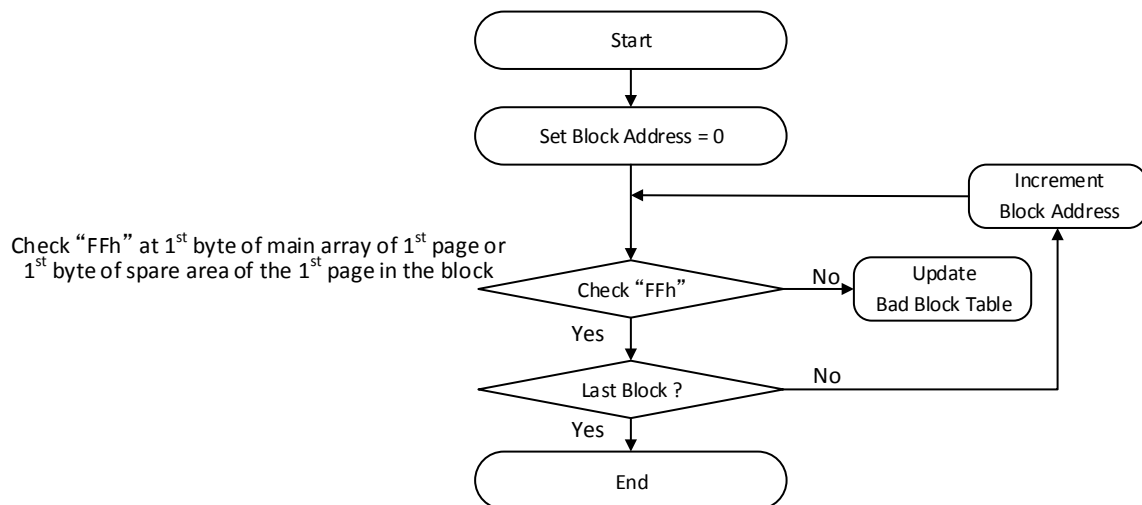 Start
Set Block Address = 0
Increment
Block Address
Check “FFh” at 1st byte of main array of 1st page or
1st byte of spare area of the 1st page in the block
Check “FFh”
No
Update
Bad Block Table
Yes
Last Block ?
No
Yes
End